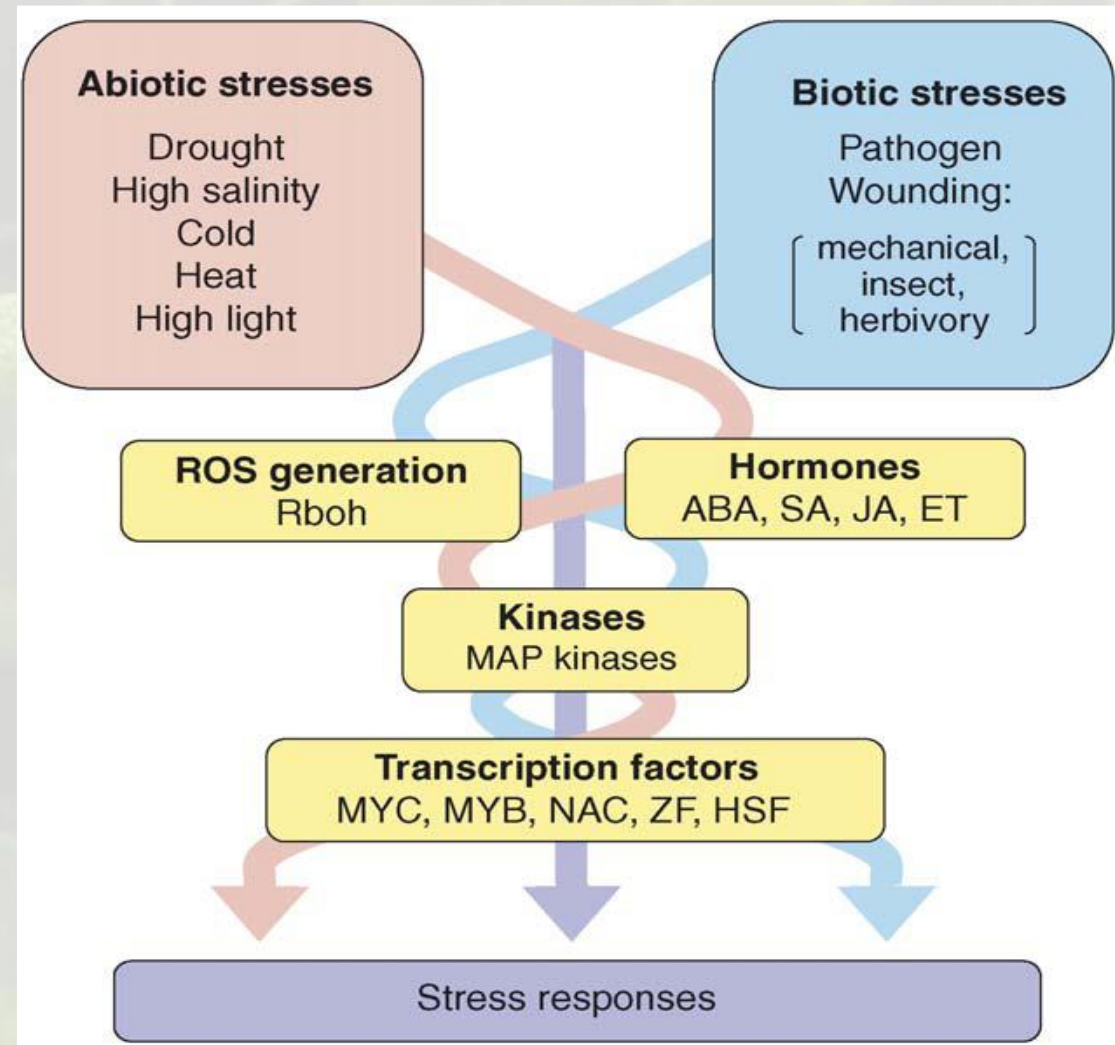 Abiotic stresses
Drought
High salinity
Cold
Heat
High light
Biotic stresses
Pathogen
Wounding:
mechanical,
insect,
herbivory
ROS generation
Rboh
Hormones
ABA, SA, JA, ET
Kinases
MAP kinases
Transcription factors
MYC, MYB, NAC, ZF, HSF
Stress responses